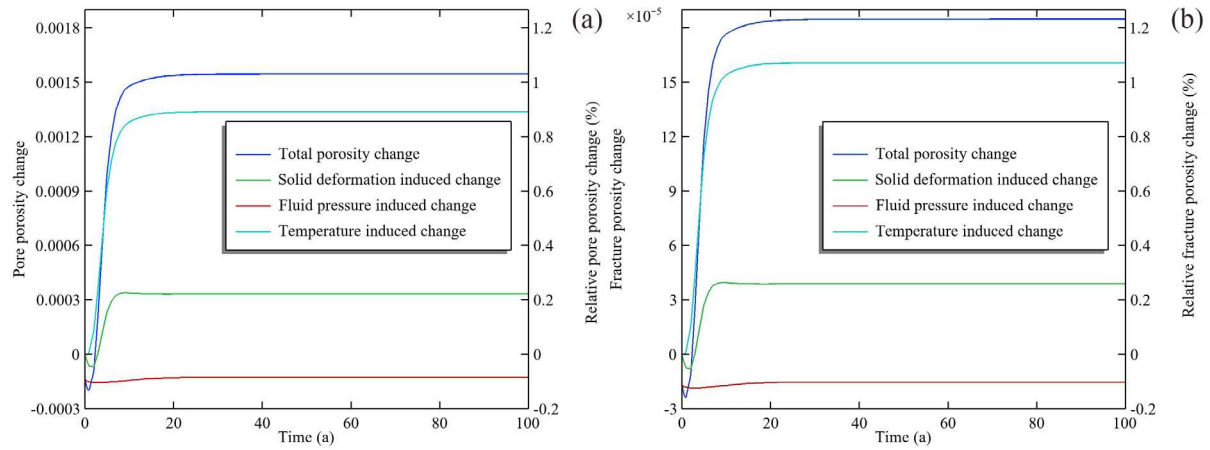 (a)
0.0018
0.0015
0.0012
0.0009
0.0006
0.0003
0
-0.0003
Pore porosity change
Total porosity change
Solid deformation induced change
Fluid pressure induced change
Temperature induced change
0 20 40 60 80 100
Time (a)
1.2
1
0.8
0.6
0.4
0.2
0
-0.2
Relative pore porosity change (%)
(b)
×10⁻⁵
15
12
9
6
3
0
-3
Fracture porosity change
Total porosity change
Solid deformation induced change
Fluid pressure induced change
Temperature induced change
0 20 40 60 80 100
Time (a)
1.2
1
0.8
0.6
0.4
0.2
0
-0.2
Relative fracture porosity change (%)